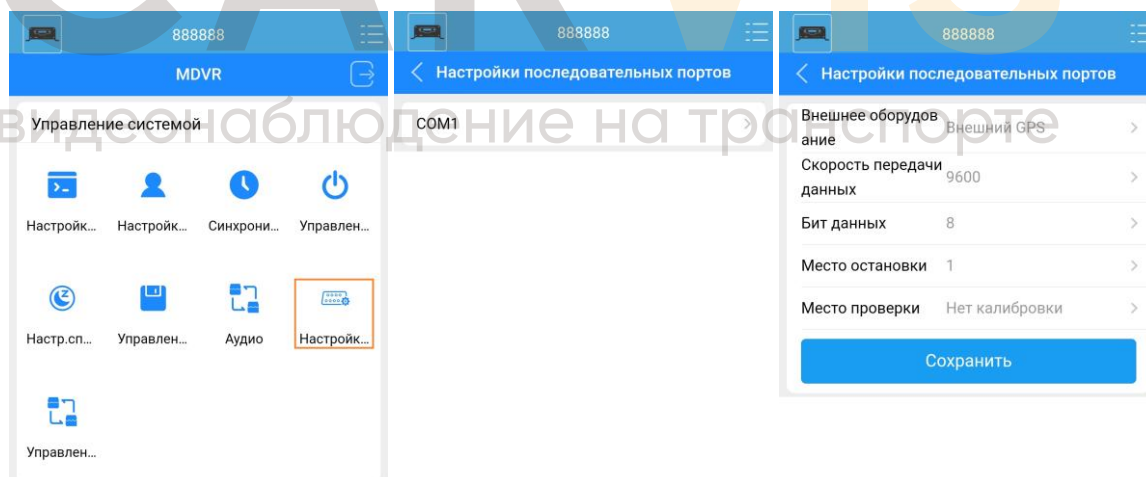 888888
MDVR
Управление системой
Настройк...
Настройк...
Синхрони...
Управлен...
Настр.сп...
Управлен...
Аудио
Настройк...
Управлен...
888888
Настройки последовательных портов
COM1
888888
Настройки последовательных портов
Внешнее оборудов
ание
Внешний GPS
Скорость передачи
данных
9600
Бит данных
8
Место остановки
1
Место проверки
Нет калибровки
Сохранить
видеонаблюдение на транспорте